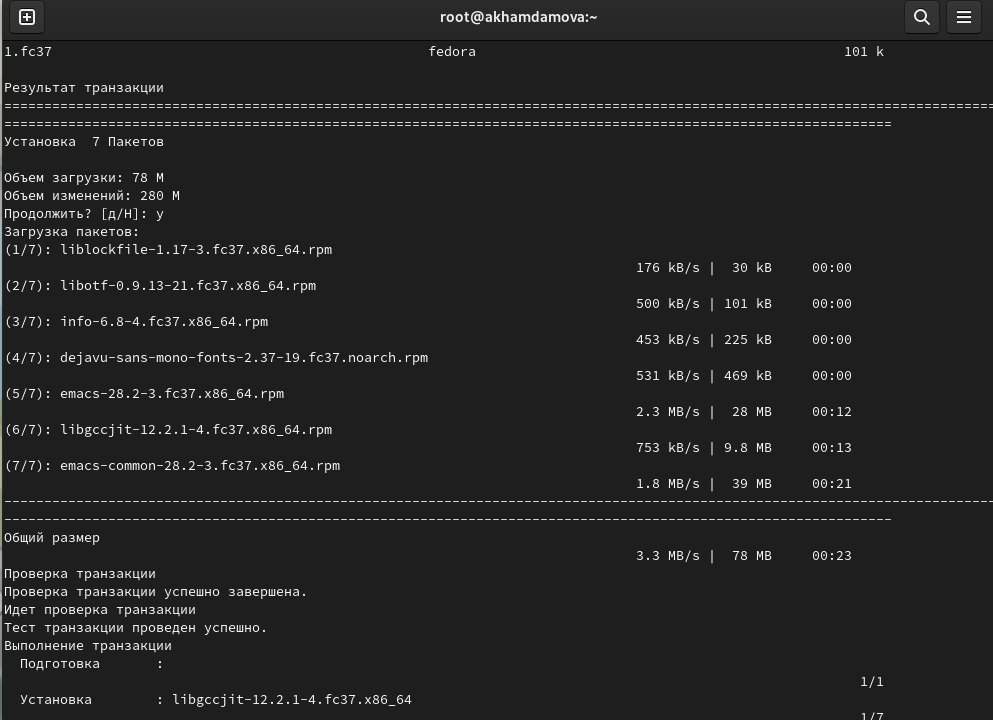 root@akhamdamova:~
1.fc37 fedora 101 k
Результат транзакции
================================================================================================================================
===============================================================================================================
Установка  7 Пакетов
Объем загрузки: 78 M
Объем изменений: 280 M
Продолжить? [д/Н]: y
Загрузка пакетов:
(1/7): liblockfile-1.17-3.fc37.x86_64.rpm
176 kB/s |  30 kB     00:00
(2/7): libotf-0.9.13-21.fc37.x86_64.rpm
500 kB/s | 101 kB     00:00
(3/7): info-6.8-4.fc37.x86_64.rpm
453 kB/s | 225 kB     00:00
(4/7): dejavu-sans-mono-fonts-2.37-19.fc37.noarch.rpm
531 kB/s | 469 kB     00:00
(5/7): emacs-28.2-3.fc37.x86_64.rpm
2.3 MB/s |  28 MB     00:12
(6/7): libgccjit-12.2.1-4.fc37.x86_64.rpm
753 kB/s | 9.8 MB     00:13
(7/7): emacs-common-28.2-3.fc37.x86_64.rpm
1.8 MB/s |  39 MB     00:21
--------------------------------------------------------------------------------------------------------------------------------
---------------------------------------------------------------------------------------------------------------
Общий размер
3.3 MB/s |  78 MB     00:23
Проверка транзакции
Проверка транзакции успешно завершена.
Идет проверка транзакции
Тест транзакции проведен успешно.
Выполнение транзакции
Подготовка       :
1/1
Установка        : libgccjit-12.2.1-4.fc37.x86_64
1/7